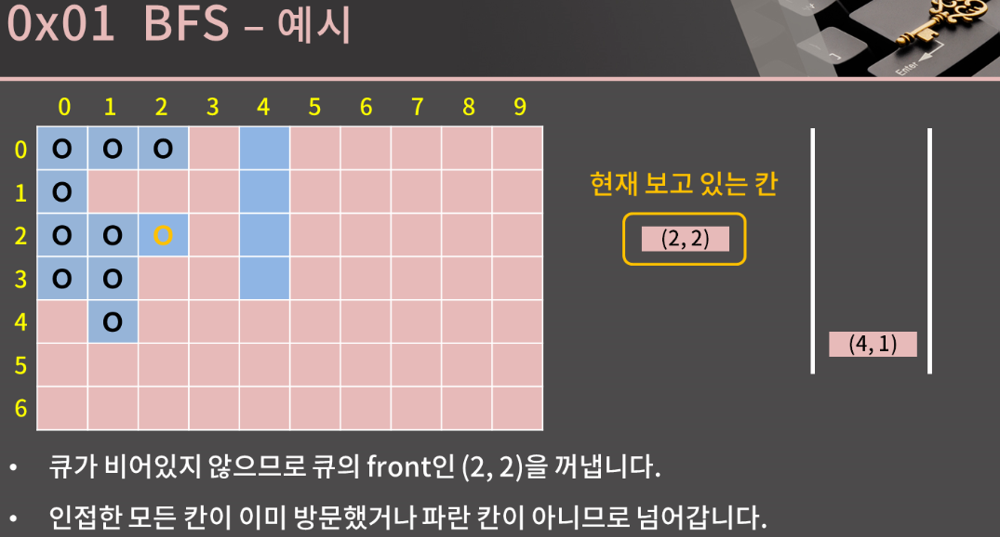 0x01 BFS – 예시
0 1 2 3 4 5 6 7 8 9
0 O O O
1 O
2 O O O
3 O O
4 O
5
6
현재 보고 있는 칸
(2, 2)
(4, 1)
Enter
• 큐가 비어있지 않으므로 큐의 front인 (2, 2)을 꺼냅니다.
• 인접한 모든 칸이 이미 방문했거나 파란 칸이 아니므로 넘어갑니다.